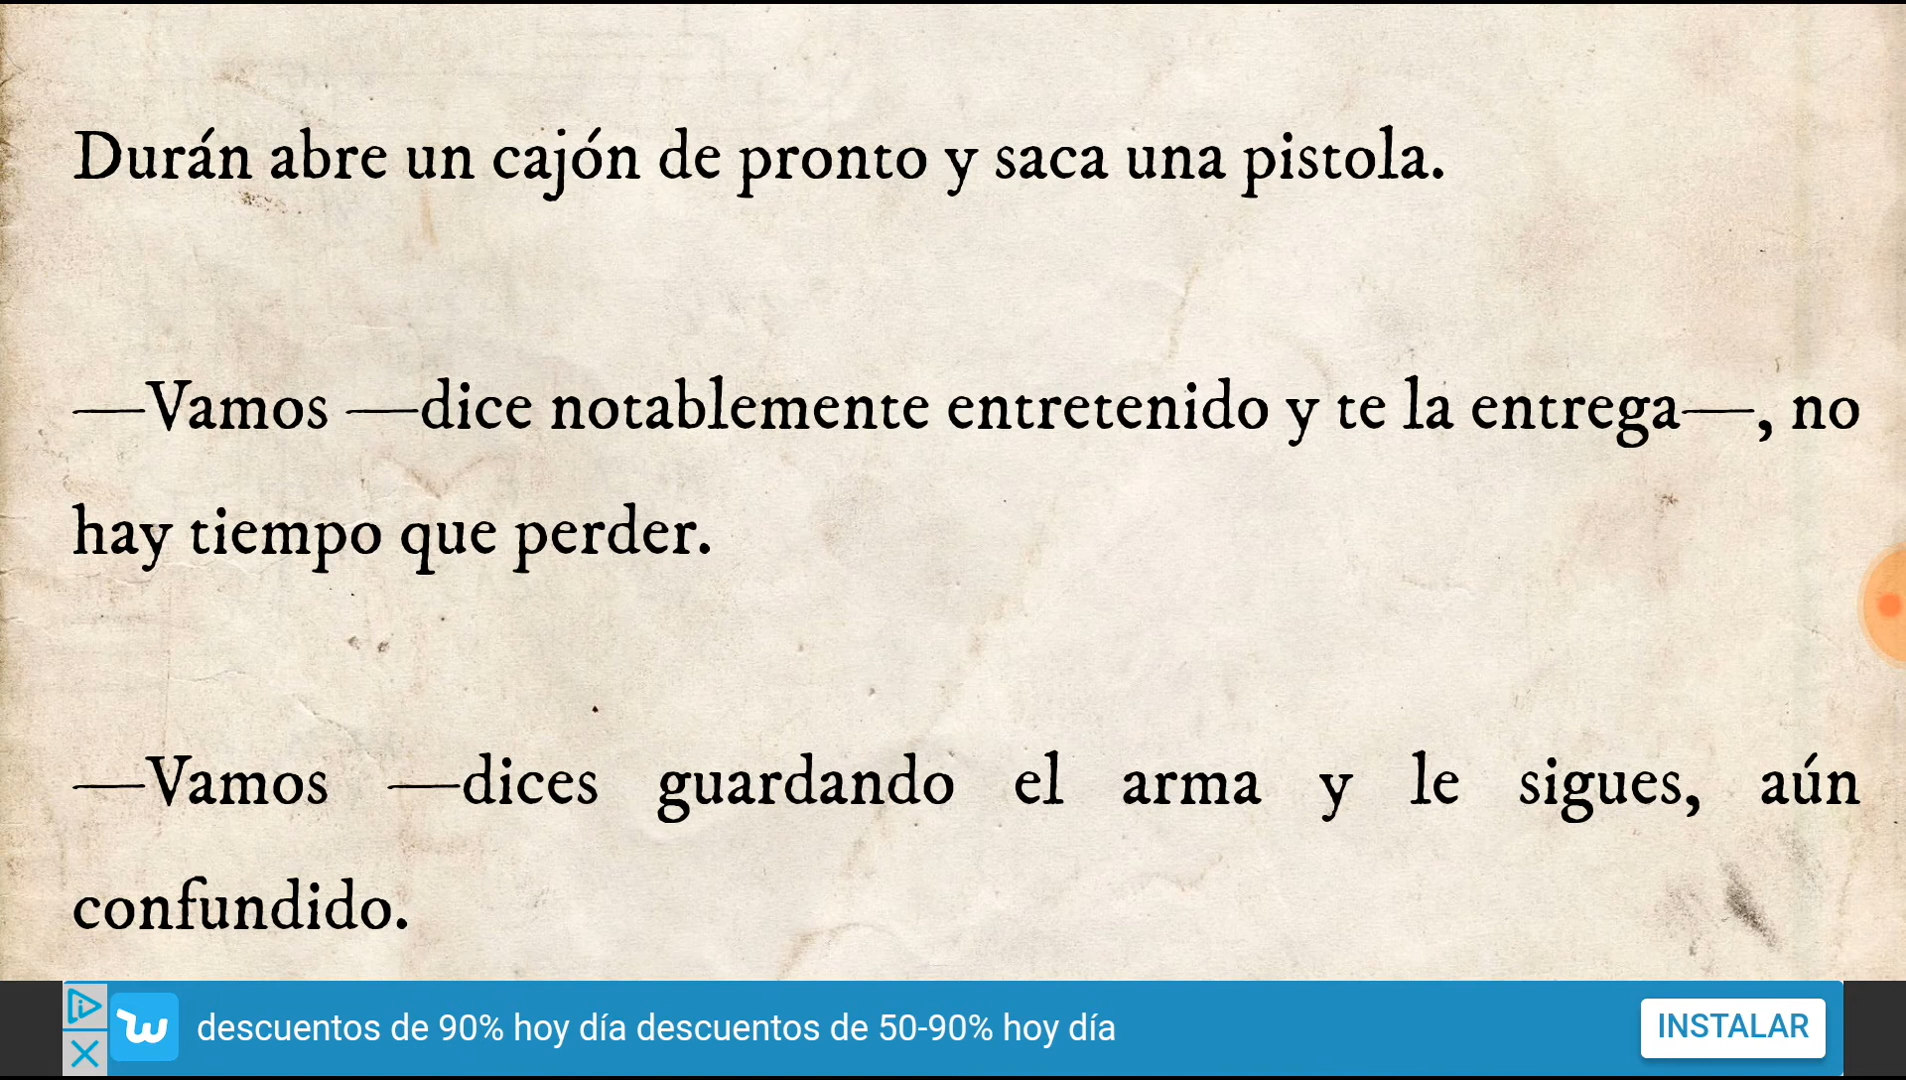 Durán abre un cajón de pronto y saca una pistola.
—Vamos —dice notablemente entretenido y te la entrega—, no
hay tiempo que perder.
—Vamos —dices guardando el arma y le sigues, aún
confundido.
descuentos de 90% hoy día descuentos de 50-90% hoy día
INSTALAR